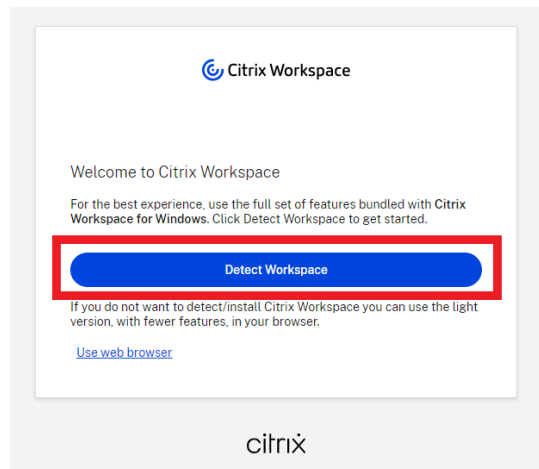 Citrix Workspace
Welcome to Citrix Workspace
For the best experience, use the full set of features bundled with Citrix
Workspace for Windows. Click Detect Workspace to get started.
Detect Workspace
If you do not want to detect/install Citrix Workspace you can use the light
version, with fewer features, in your browser.
Use web browser
citrix